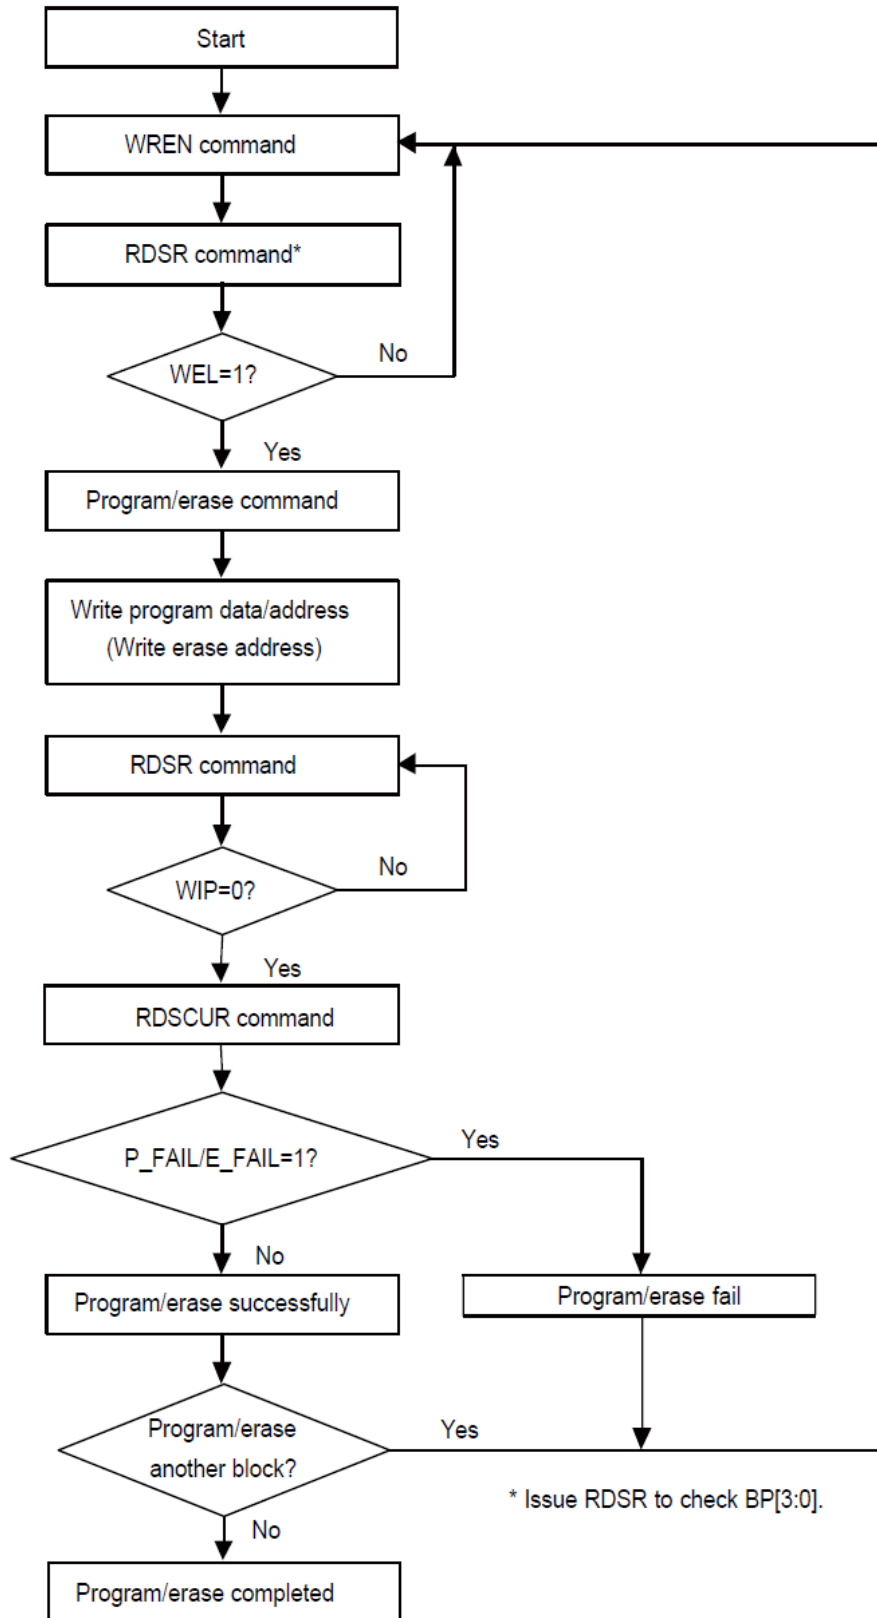 Start
WREN command
RDSR command*
WEL=1?
No
Yes
Program/erase command
Write program data/address
(Write erase address)
RDSR command
WIP=0?
No
Yes
RDSCUR command
P_FAIL/E_FAIL=1?
Yes
No
Program/erase successfully
Program/erase fail
Program/erase
another block?
Yes
* Issue RDSR to check BP[3:0].
No
Program/erase completed